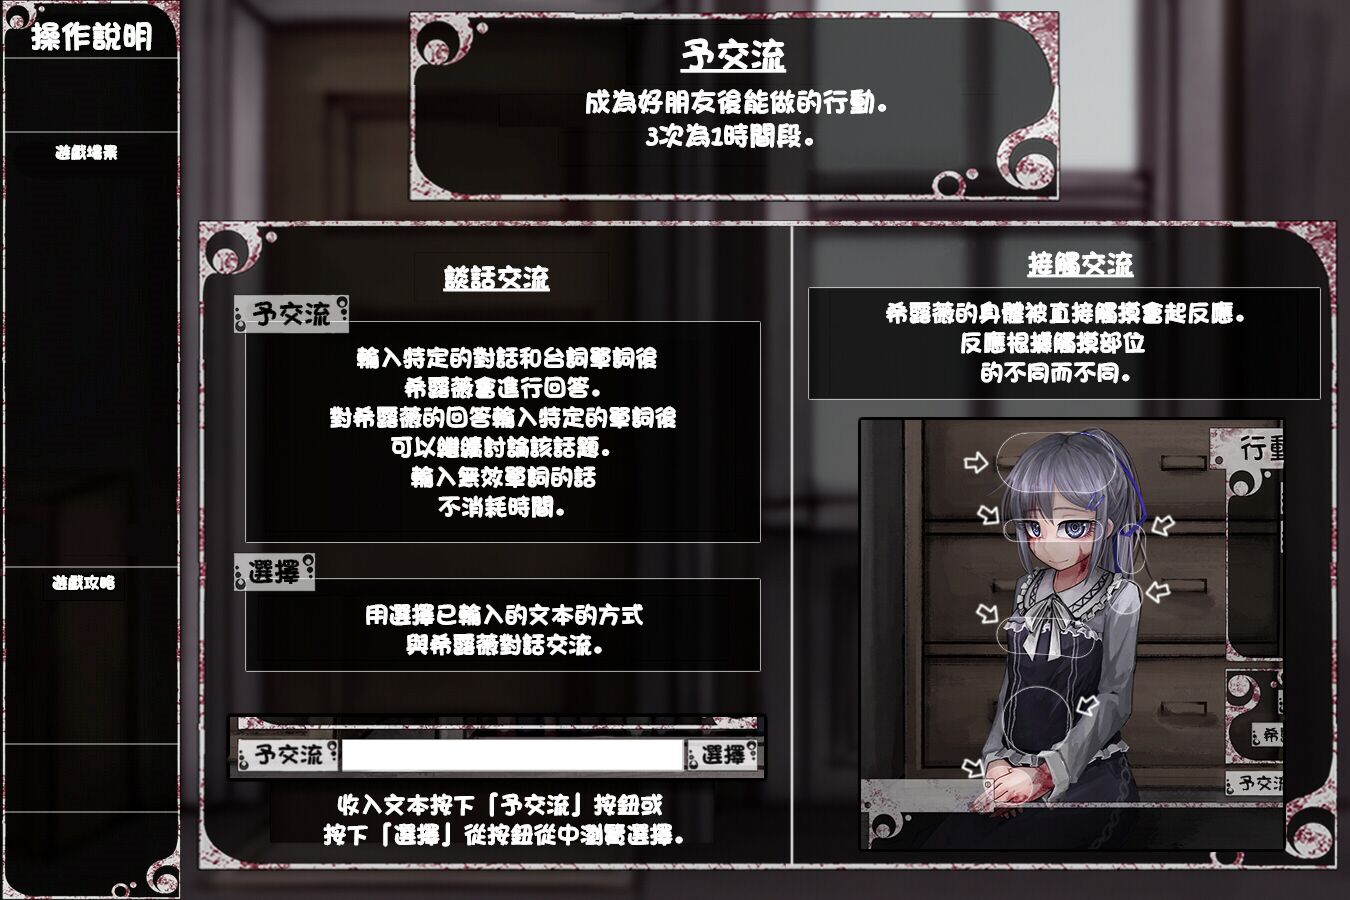 操作說明
遊戲檔案
遊戲攻略
予交流
成為好朋友後能做的行動。
3次為1時間段。
談話交流
予交流
輸入特定的對話和台詞單詞後
希露薇會進行回答。
對希露薇的回答輸入特定的單詞後
可以繼續討論該話題。
輸入無效單詞的話
不消耗時間。
選擇
用選擇已輸入的文本的方式
與希露薇對話交流。
予交流
選擇
收入文本按下「予交流」按鈕或
按下「選擇」從按鈕從中瀏覽選擇。
接觸交流
希露薇的身體被直接觸摸會起反應。
反應根據觸摸部位
的不同而不同。
行動
希
予交流